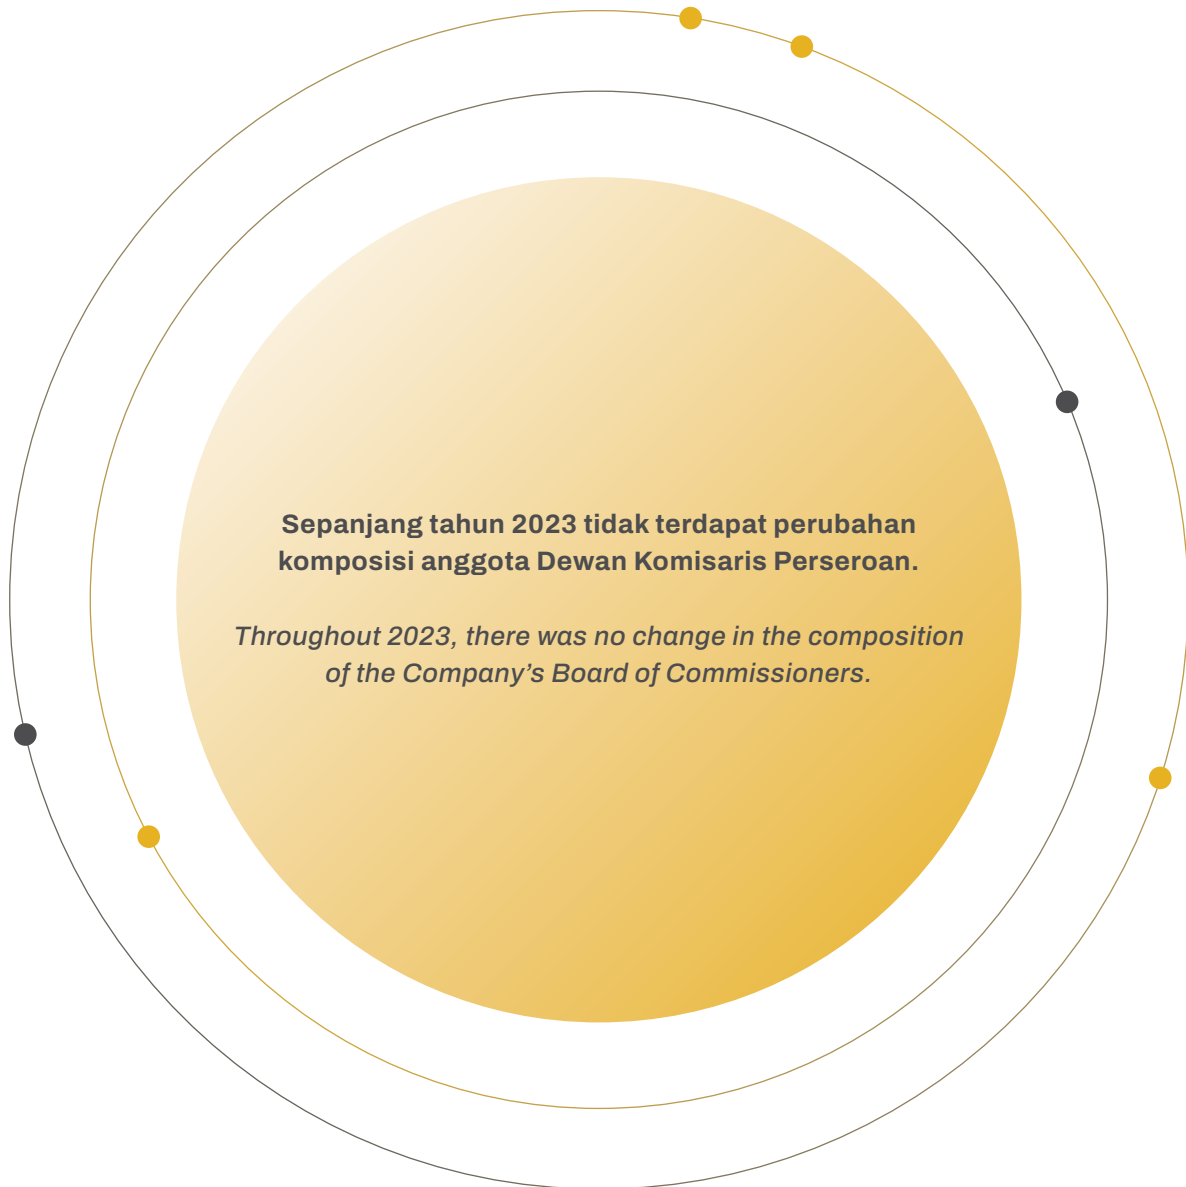 Sepanjang tahun 2023 tidak terdapat perubahan
komposisi anggota Dewan Komisaris Perseroan.
Throughout 2023, there was no change in the composition
of the Company’s Board of Commissioners.